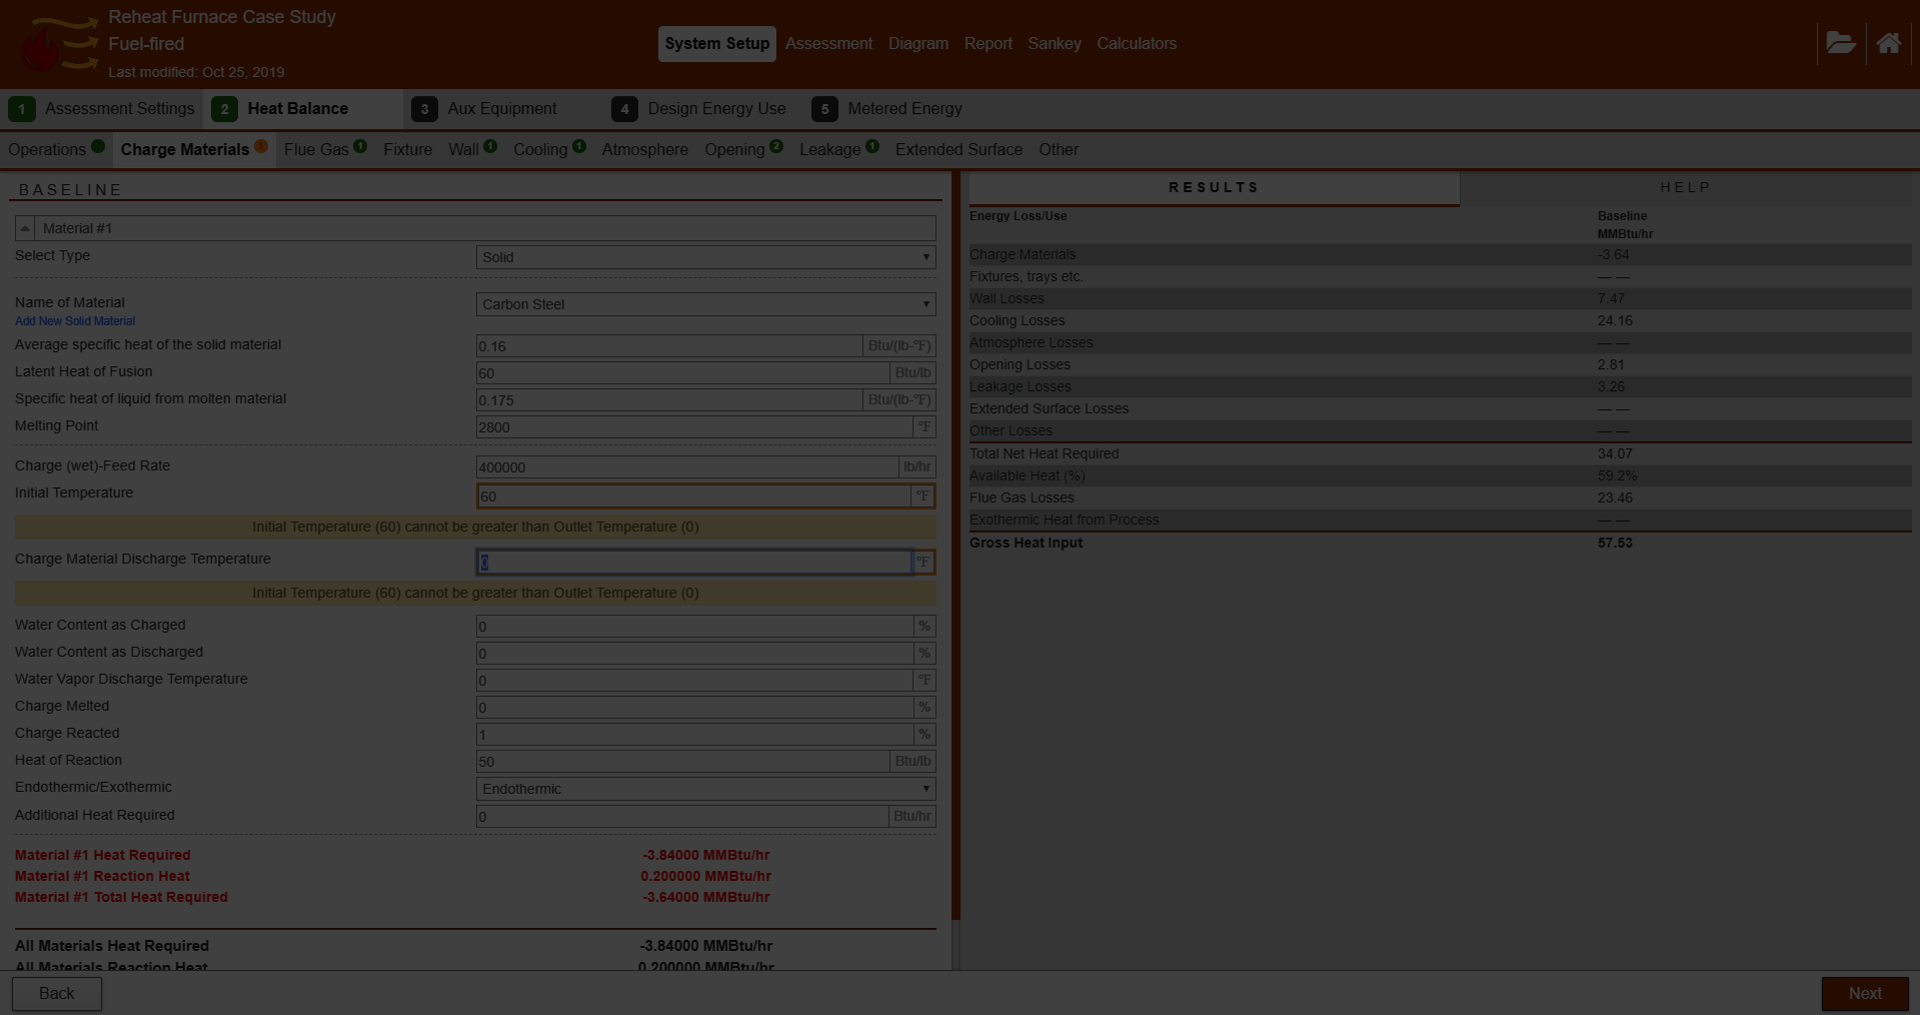 Reheat Furnace Case Study
Fuel-fired
Last modified: Oct 25, 2019
System Setup Assessment Diagram Report Sankey Calculators
1 Assessment Settings 2 Heat Balance 3 Aux Equipment 4 Design Energy Use 5 Metered Energy
Operations Charge Materials 1 Flue Gas 1 Fixture Wall 1 Cooling 1 Atmosphere Opening 2 Leakage 1 Extended Surface Other
BASELINE
Material #1
Select Type Solid
Name of Material Carbon Steel
Add New Solid Material
Average specific heat of the solid material 0.16 Btu/(lb-°F)
Latent Heat of Fusion 60 Btu/lb
Specific heat of liquid from molten material 0.175 Btu/(lb-°F)
Melting Point 2800 °F
Charge (wet)-Feed Rate 400000 lb/hr
Initial Temperature 60 °F
Initial Temperature (60) cannot be greater than Outlet Temperature (0)
Charge Material Discharge Temperature 0 °F
Initial Temperature (60) cannot be greater than Outlet Temperature (0)
Water Content as Charged 0 %
Water Content as Discharged 0 %
Water Vapor Discharge Temperature 0 °F
Charge Melted 0 %
Charge Reacted 1 %
Heat of Reaction 50 Btu/lb
Endothermic/Exothermic Endothermic
Additional Heat Required 0 Btu/hr
Material #1 Heat Required -3.84000 MMBtu/hr
Material #1 Reaction Heat 0.200000 MMBtu/hr
Material #1 Total Heat Required -3.64000 MMBtu/hr
All Materials Heat Required -3.84000 MMBtu/hr
All Materials Reaction Heat 0.200000 MMBtu/hr
RESULTS HELP
Energy Loss/Use Baseline
MMBtu/hr
Charge Materials -3.64
Fixtures, trays etc. — —
Wall Losses 7.47
Cooling Losses 24.16
Atmosphere Losses — —
Opening Losses 2.81
Leakage Losses 3.26
Extended Surface Losses — —
Other Losses — —
Total Net Heat Required 34.07
Available Heat (%) 59.2%
Flue Gas Losses 23.46
Exothermic Heat from Process — —
Gross Heat Input 57.53
Back Next